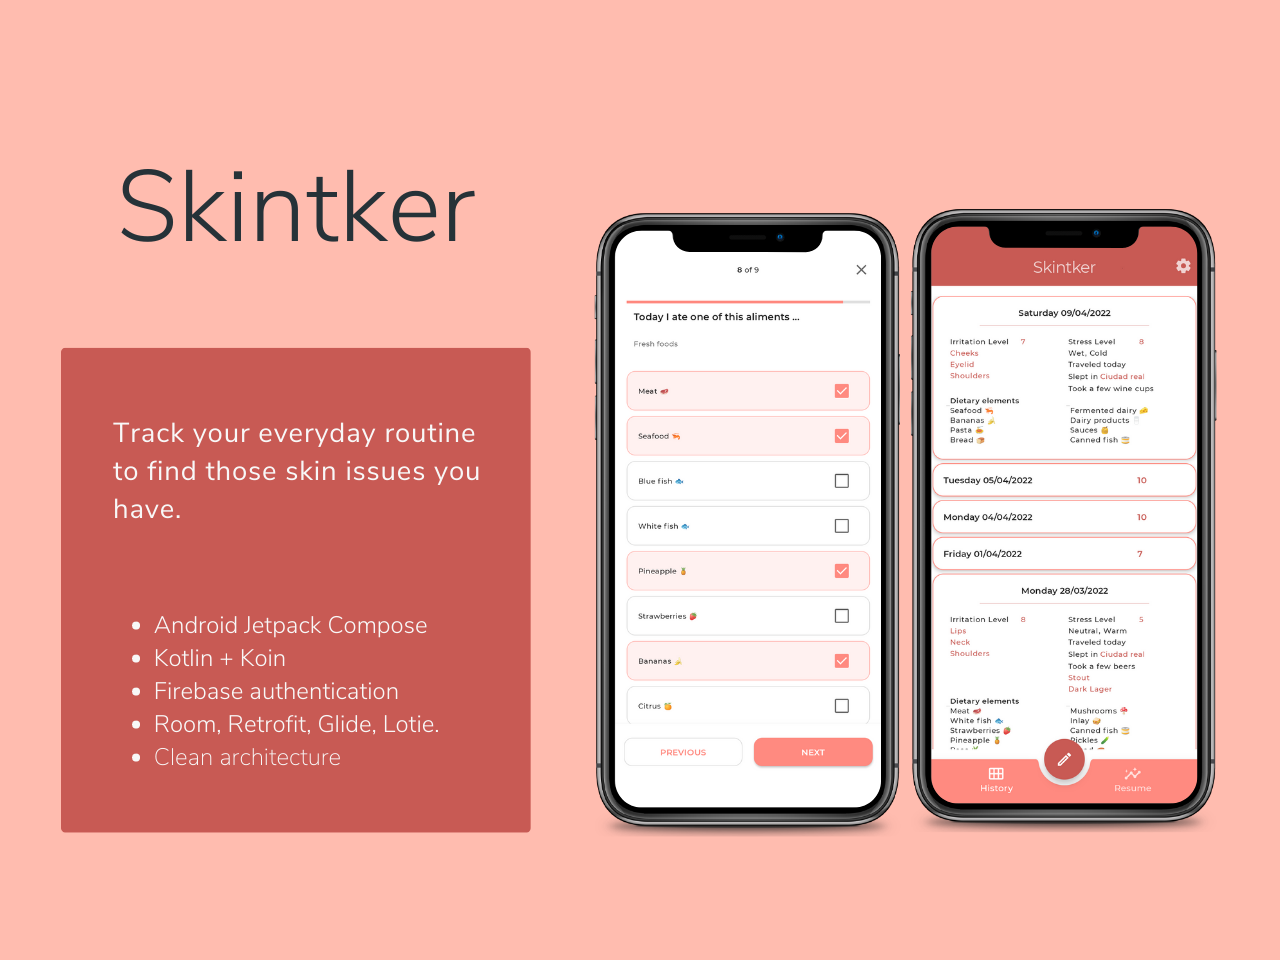 Skintker
Track your everyday routine
to find those skin issues you
have.
Android Jetpack Compose
Kotlin + Koin
Firebase authentication
Room, Retrofit, Glide, Lotie.
Clean architecture
8 of 9
Today I ate one of this aliments ...
Fresh foods
Meat
Seafood
Blue fish
White fish
Pineapple
Strawberries
Bananas
Citrus
PREVIOUS
NEXT
Skintker
Saturday 09/04/2022
Irritation Level 7
Cheeks
Eyelid
Shoulders
Stress Level 8
Wet, Cold
Traveled today
Slept in Ciudad real
Took a few wine cups
Dietary elements
Seafood
Bananas
Pasta
Bread
Fermented dairy
Dairy products
Sauces
Canned fish
Tuesday 05/04/2022 10
Monday 04/04/2022 10
Friday 01/04/2022 7
Monday 28/03/2022
Irritation Level 8
Lips
Neck
Shoulders
Stress Level 5
Neutral, Warm
Traveled today
Slept in Ciudad real
Took a few beers
Stout
Dark Lager
Dietary elements
Meat
White fish
Strawberries
Pineapple
Mushrooms
Inlay
Canned fish
Pickles
History
Resume